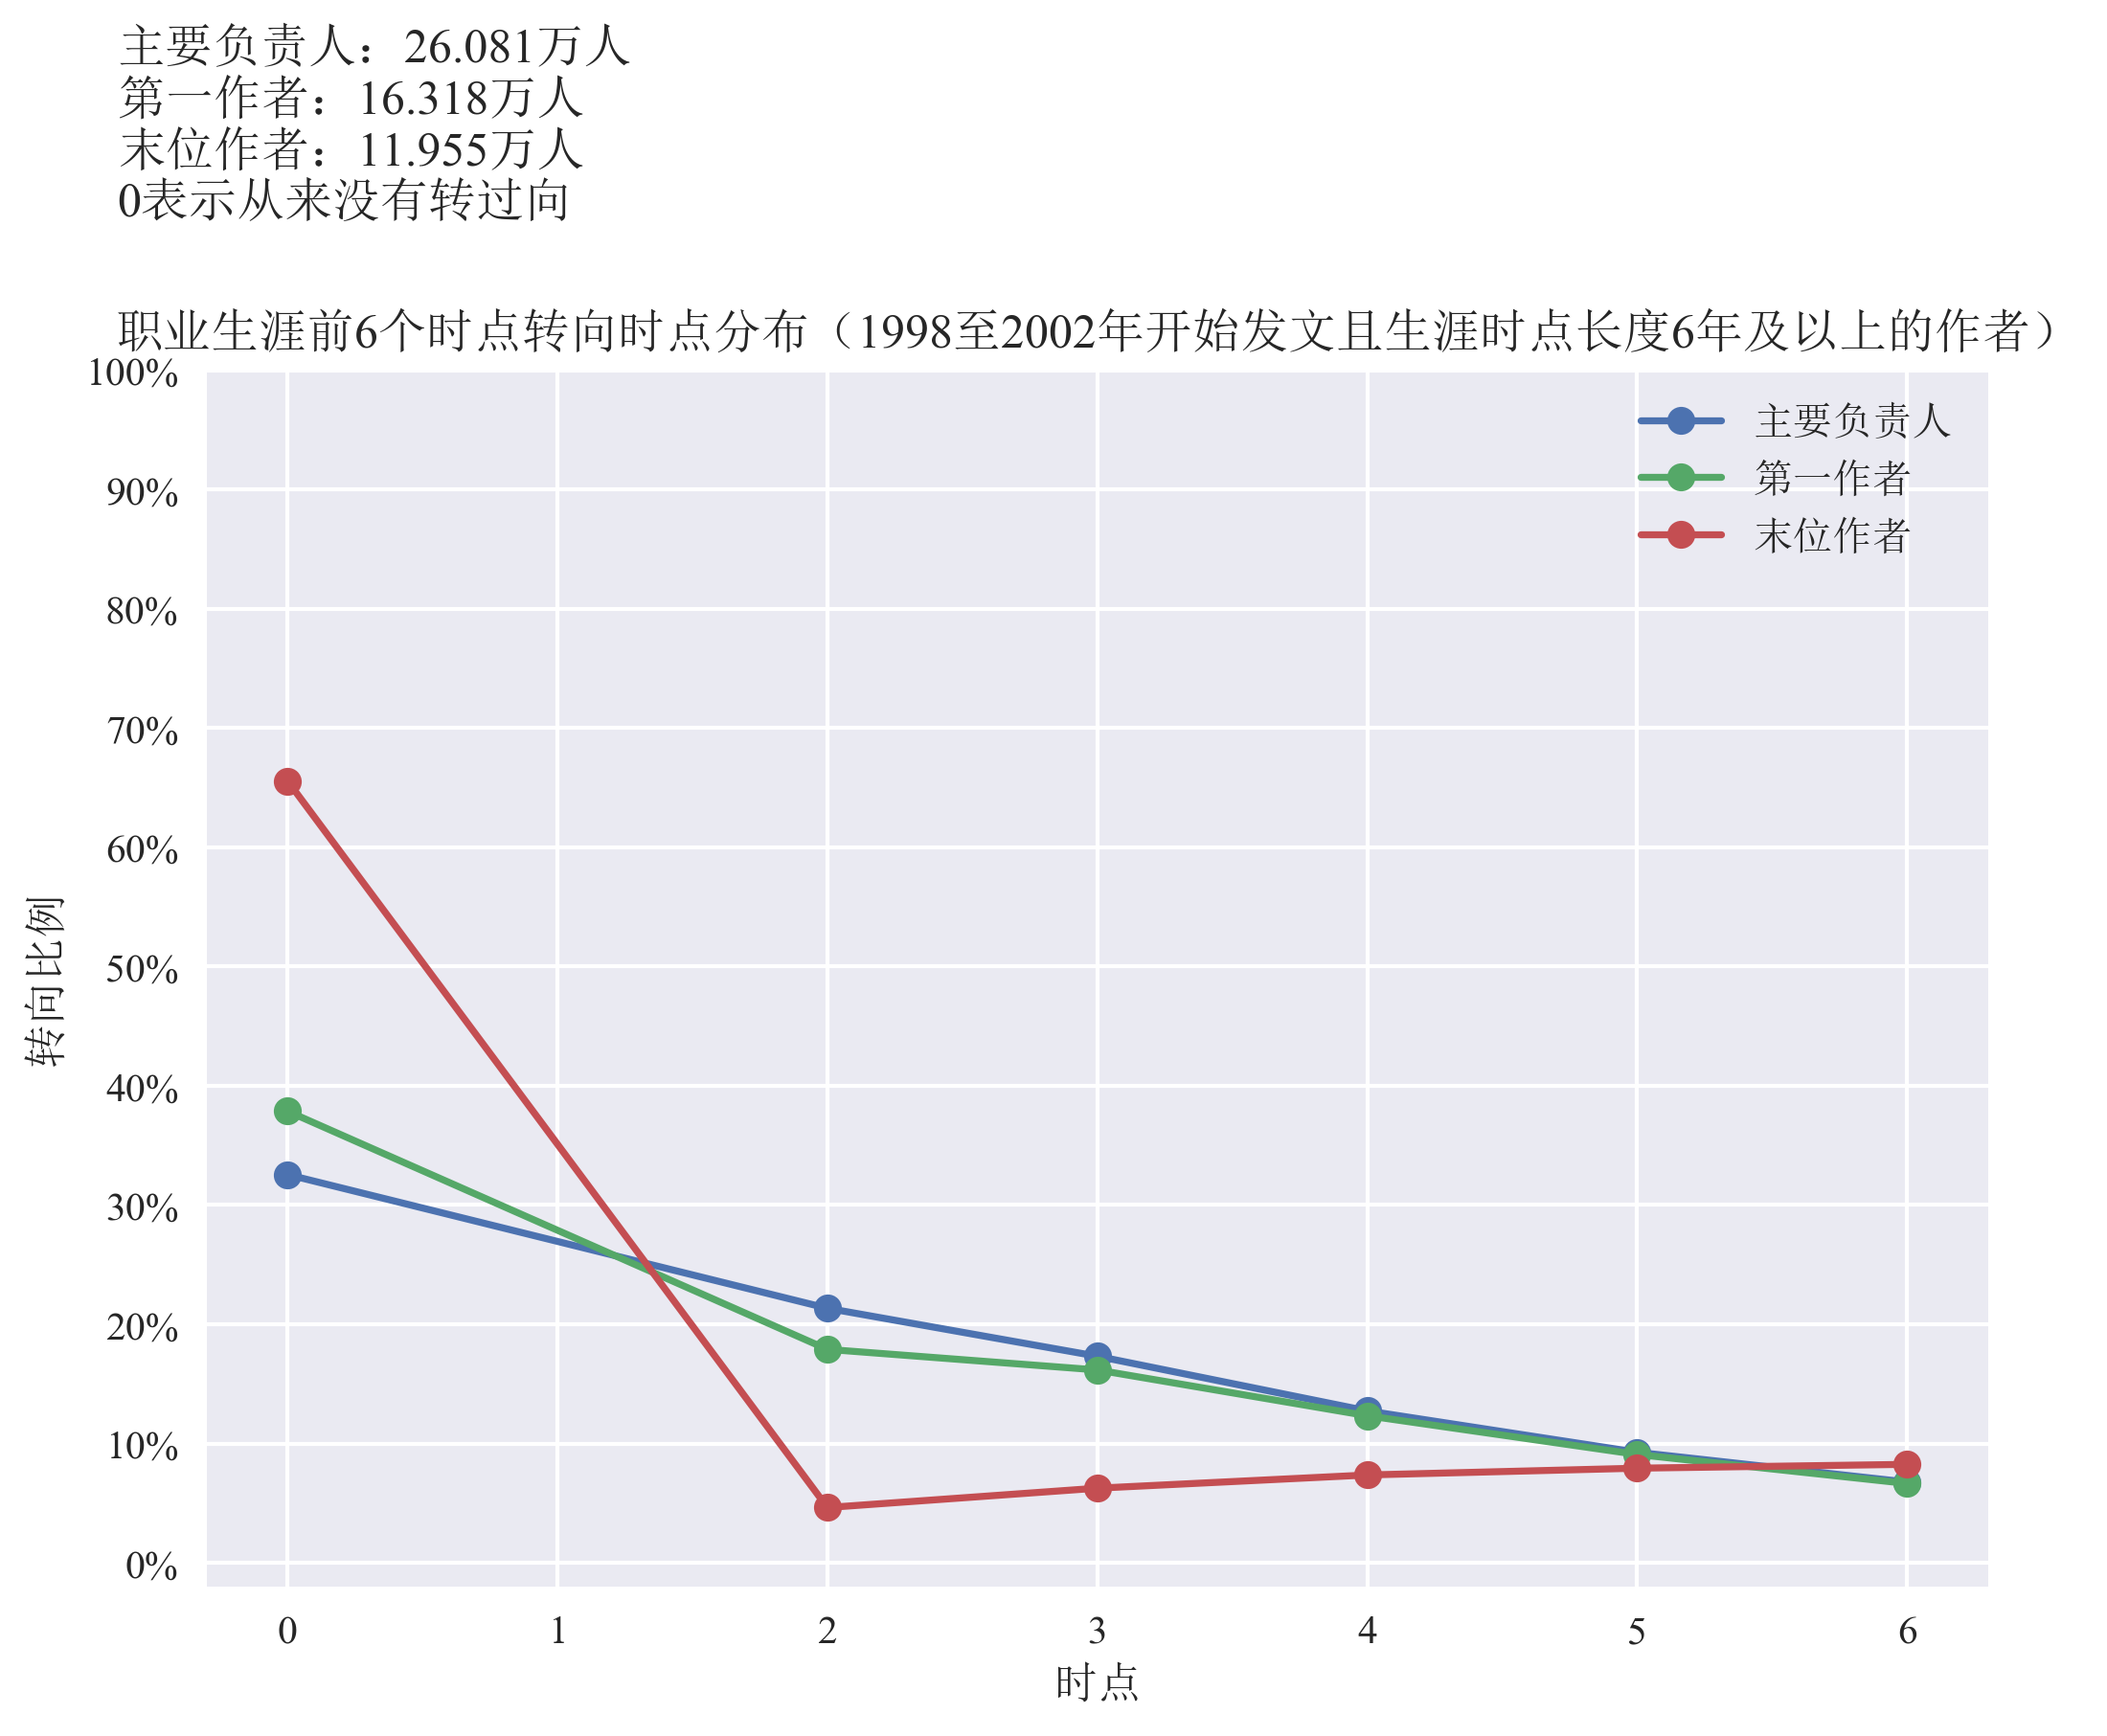 主要负责人：26.081万人
第一作者：16.318万人
末位作者：11.955万人
0表示从来没有转过向
职业生涯前6个时点转向时点分布（1998至2002年开始发文且生涯时点长度6年及以上的作者）
100%
90%
80%
70%
60%
50%
40%
30%
20%
10%
0%
转向比例
主要负责人
第一作者
末位作者
0 1 2 3 4 5 6
时点